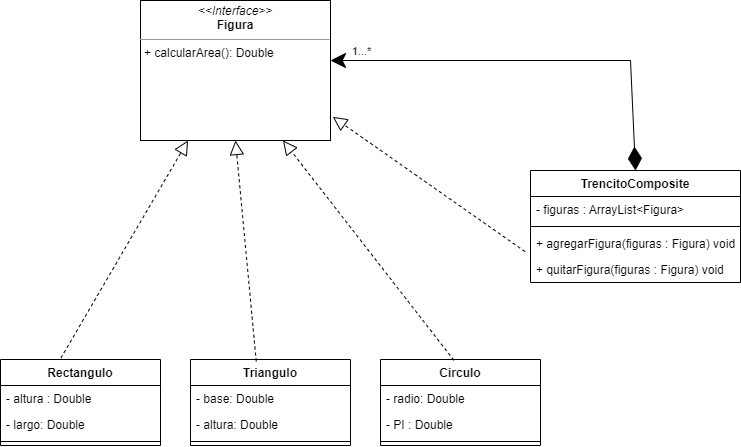 <<Interface>>
Figura
+ calcularArea(): Double
1...*
TrencitoComposite
- figuras : ArrayList<Figura>
+ agregarFigura(figuras : Figura) void
+ quitarFigura(figuras : Figura) void
Rectangulo
- altura : Double
- largo: Double
Triangulo
- base: Double
- altura: Double
Circulo
- radio: Double
- PI : Double